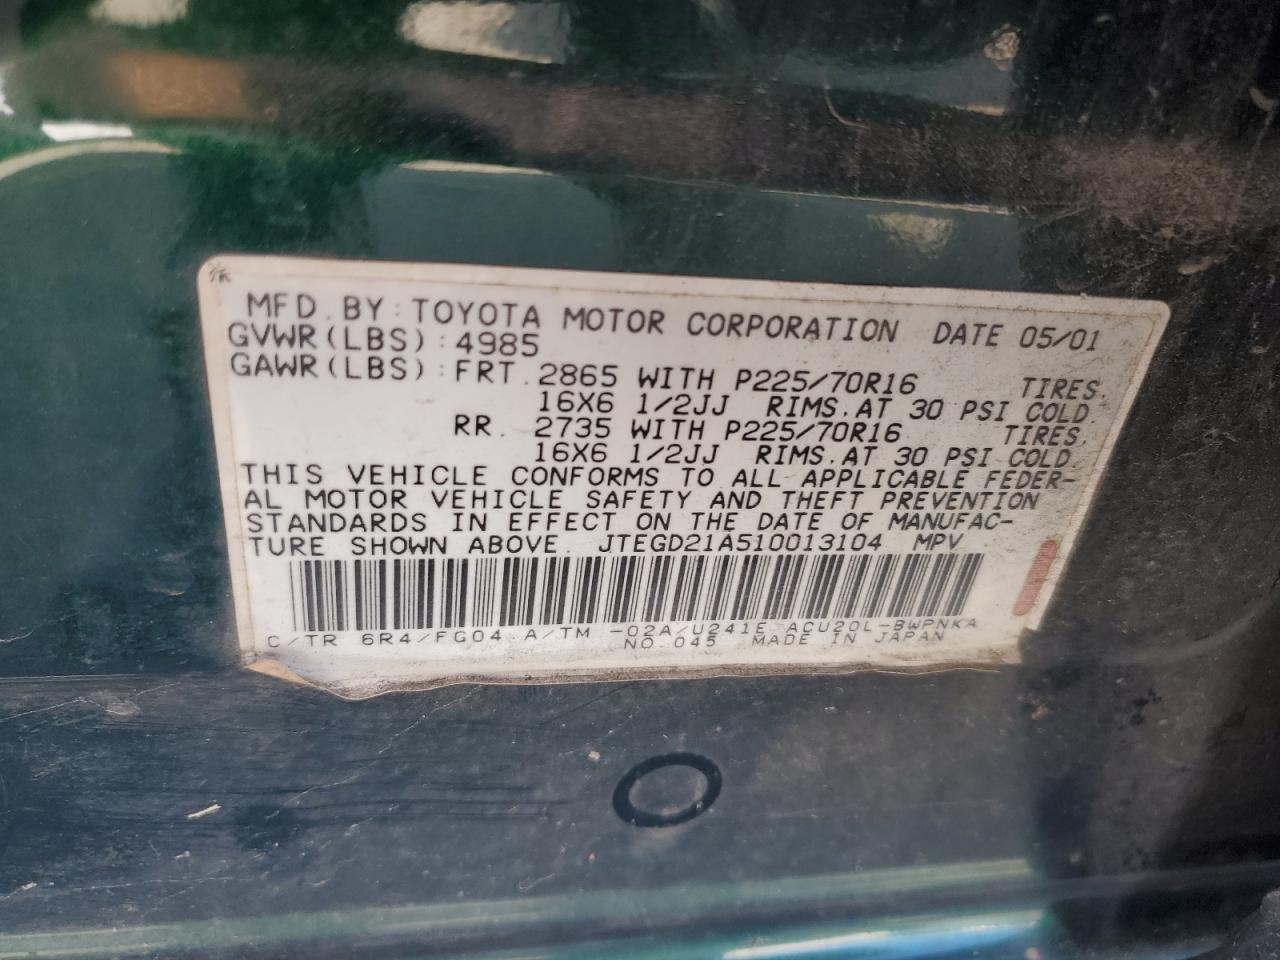 MFD. BY: TOYOTA MOTOR CORPORATION DATE 05/01
GVWR(LBS):4985
GAWR(LBS):FRT. 2865 WITH P225/70R16 TIRES.
16X6 1/2JJ RIMS.AT 30 PSI COLD.
RR. 2735 WITH P225/70R16 TIRES,
16X6 1/2JJ RIMS.AT 30 PSI COLD.
THIS VEHICLE CONFORMS TO ALL APPLICABLE FEDER-
AL MOTOR VEHICLE SAFETY AND THEFT PREVENTION
STANDARDS IN EFFECT ON THE DATE OF MANUFAC-
TURE SHOWN ABOVE. JTEGD21A510013104 MPV
C/TR 6R4/FG04 A/TM -02A/U241E ACU20L-BWPNKA
NO.045 MADE IN JAPAN